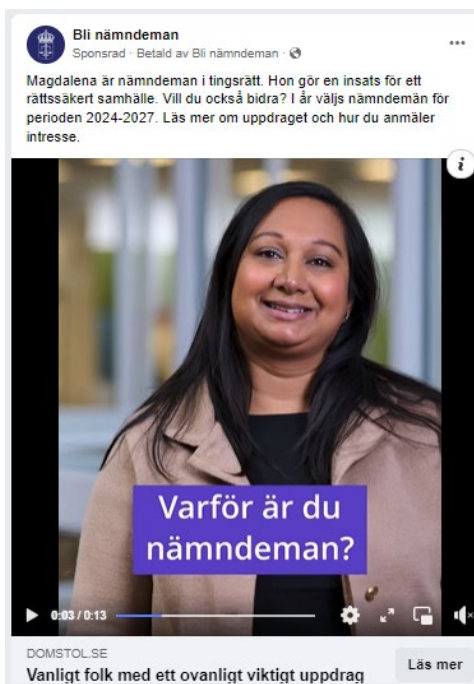 Bli nämndeman
Sponsrad · Betald av Bli nämndeman ·
Magdalena är nämndeman i tingsrätt. Hon gör en insats för ett
rättssäkert samhälle. Vill du också bidra? I år väljs nämndemän för
perioden 2024-2027. Läs mer om uppdraget och hur du anmäler
intresse.
i
Varför är du
nämndeman?
0:03 / 0:13
DOMSTOL.SE
Vanligt folk med ett ovanligt viktigt uppdrag
Läs mer